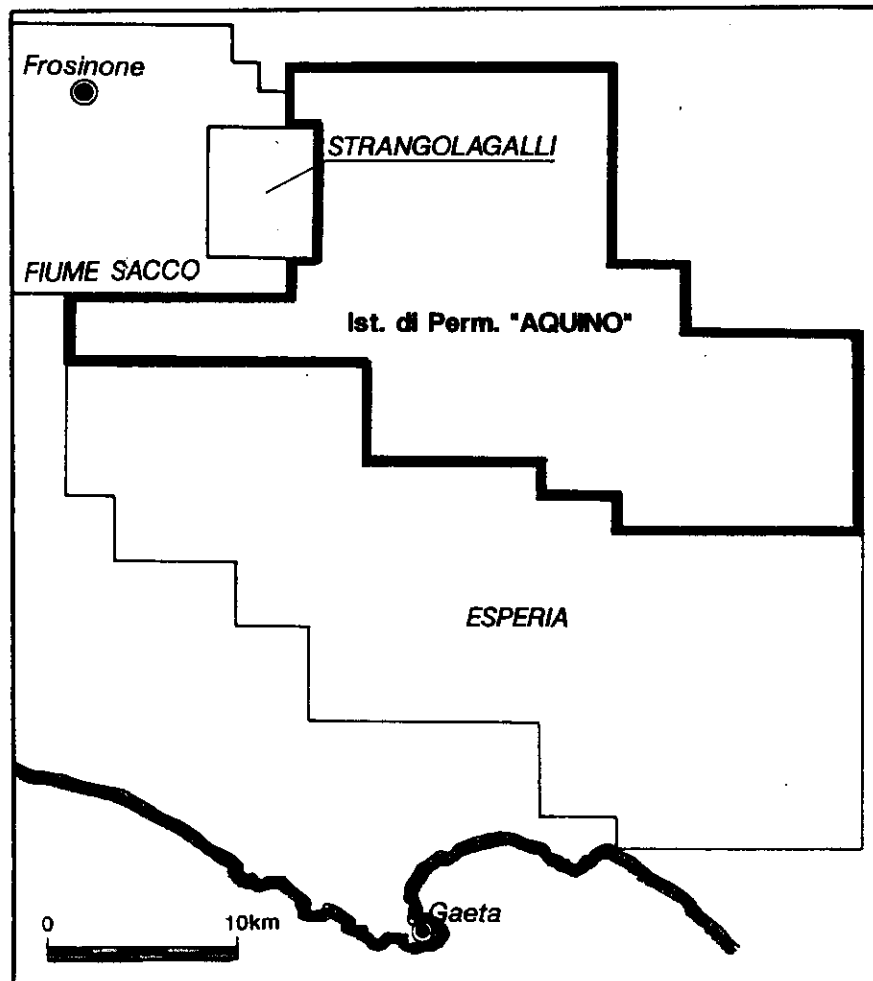 Frosinone
STRANGOLAGALLI
FIUME SACCO
Ist. di Perm. "AQUINO"
ESPERIA
Gaeta
0 10km